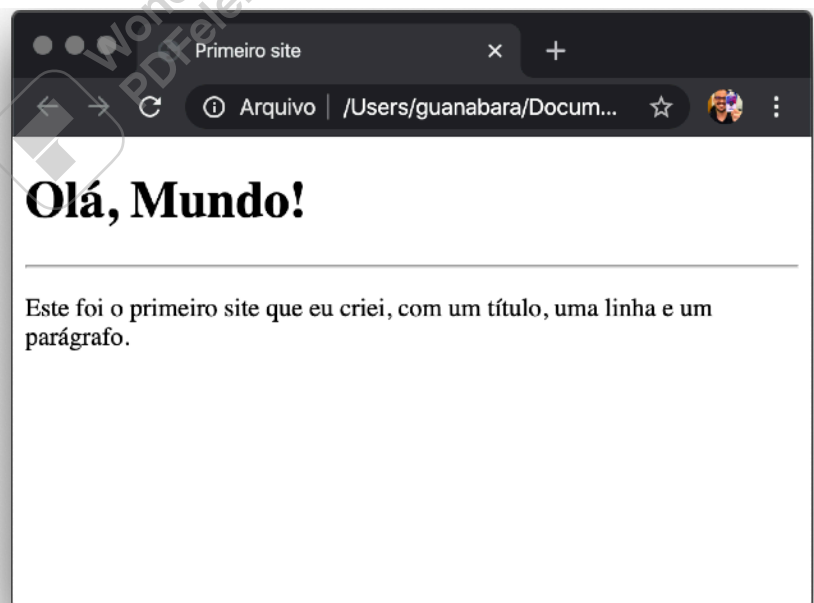 Primeiro site
Arquivo | /Users/guanabara/Docum...
Olá, Mundo!
Este foi o primeiro site que eu criei, com um título, uma linha e um
parágrafo.